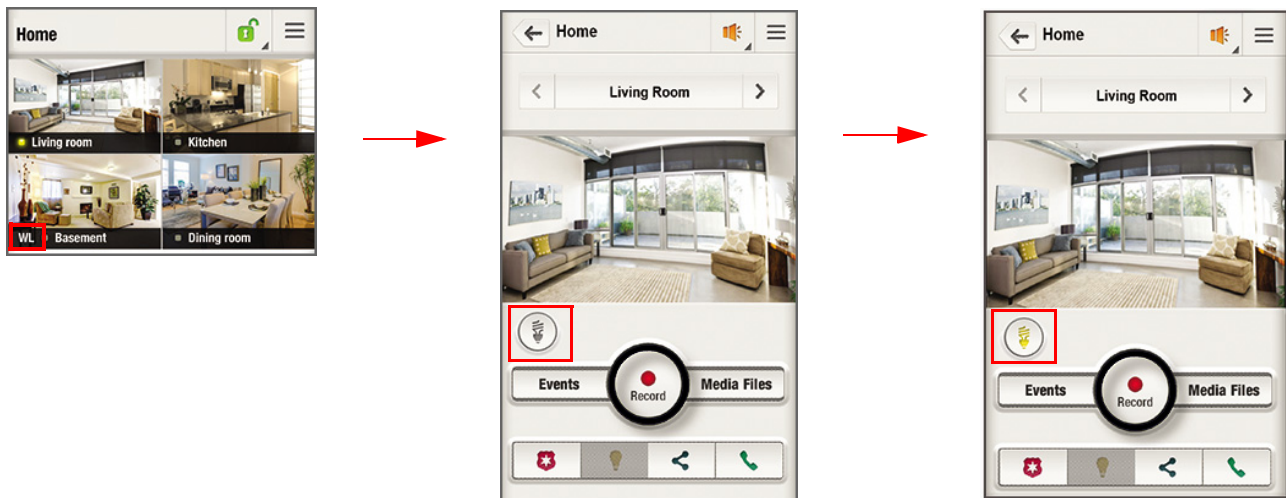 Home
Living room
Kitchen
WL Basement
Dining room
Home
Living Room
Events
Record
Media Files
Home
Living Room
Events
Record
Media Files